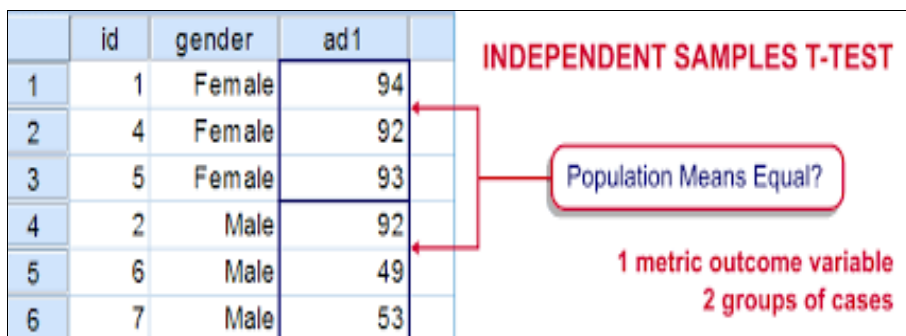 id gender ad1
1 1 Female 94
2 4 Female 92
3 5 Female 93
4 2 Male 92
5 6 Male 49
6 7 Male 53
INDEPENDENT SAMPLES T-TEST
Population Means Equal?
1 metric outcome variable
2 groups of cases